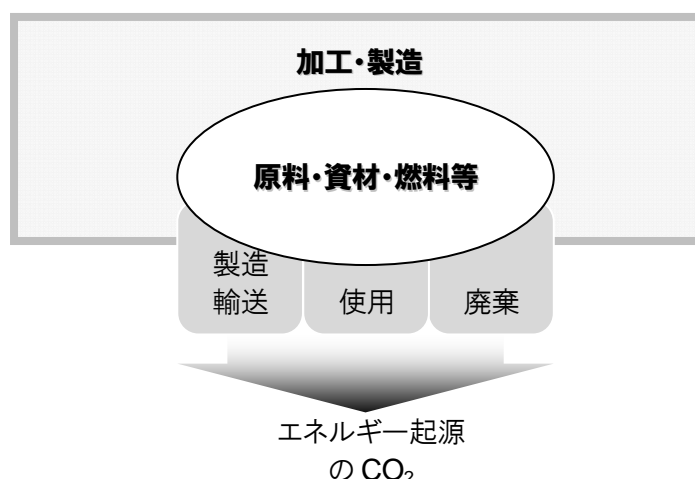 加工・製造
原料・資材・燃料等
製造
輸送
使用
廃棄
エネルギー起源
の CO₂